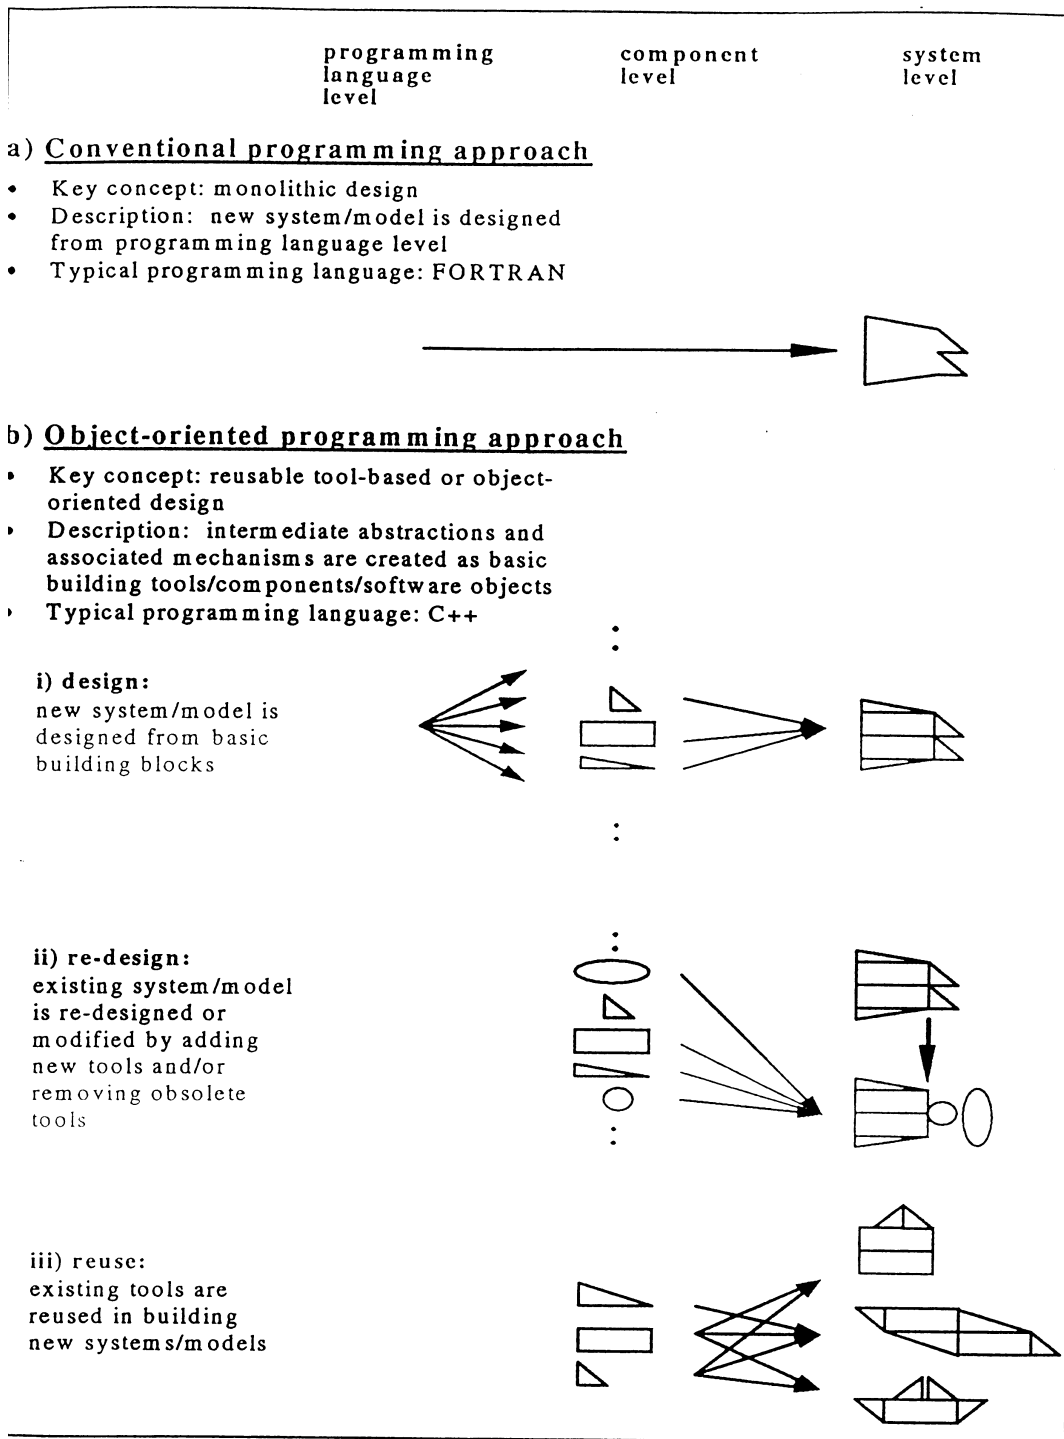 programming
language
level
component
level
system
level
a) Conventional programming approach
• Key concept: monolithic design
• Description: new system/model is designed
from programming language level
• Typical programming language: FORTRAN
b) Object-oriented programming approach
• Key concept: reusable tool-based or object-
oriented design
• Description: intermediate abstractions and
associated mechanisms are created as basic
building tools/components/software objects
• Typical programming language: C++
i) design:
new system/model is
designed from basic
building blocks
ii) re-design:
existing system/model
is re-designed or
modified by adding
new tools and/or
removing obsolete
tools
iii) reuse:
existing tools are
reused in building
new systems/models